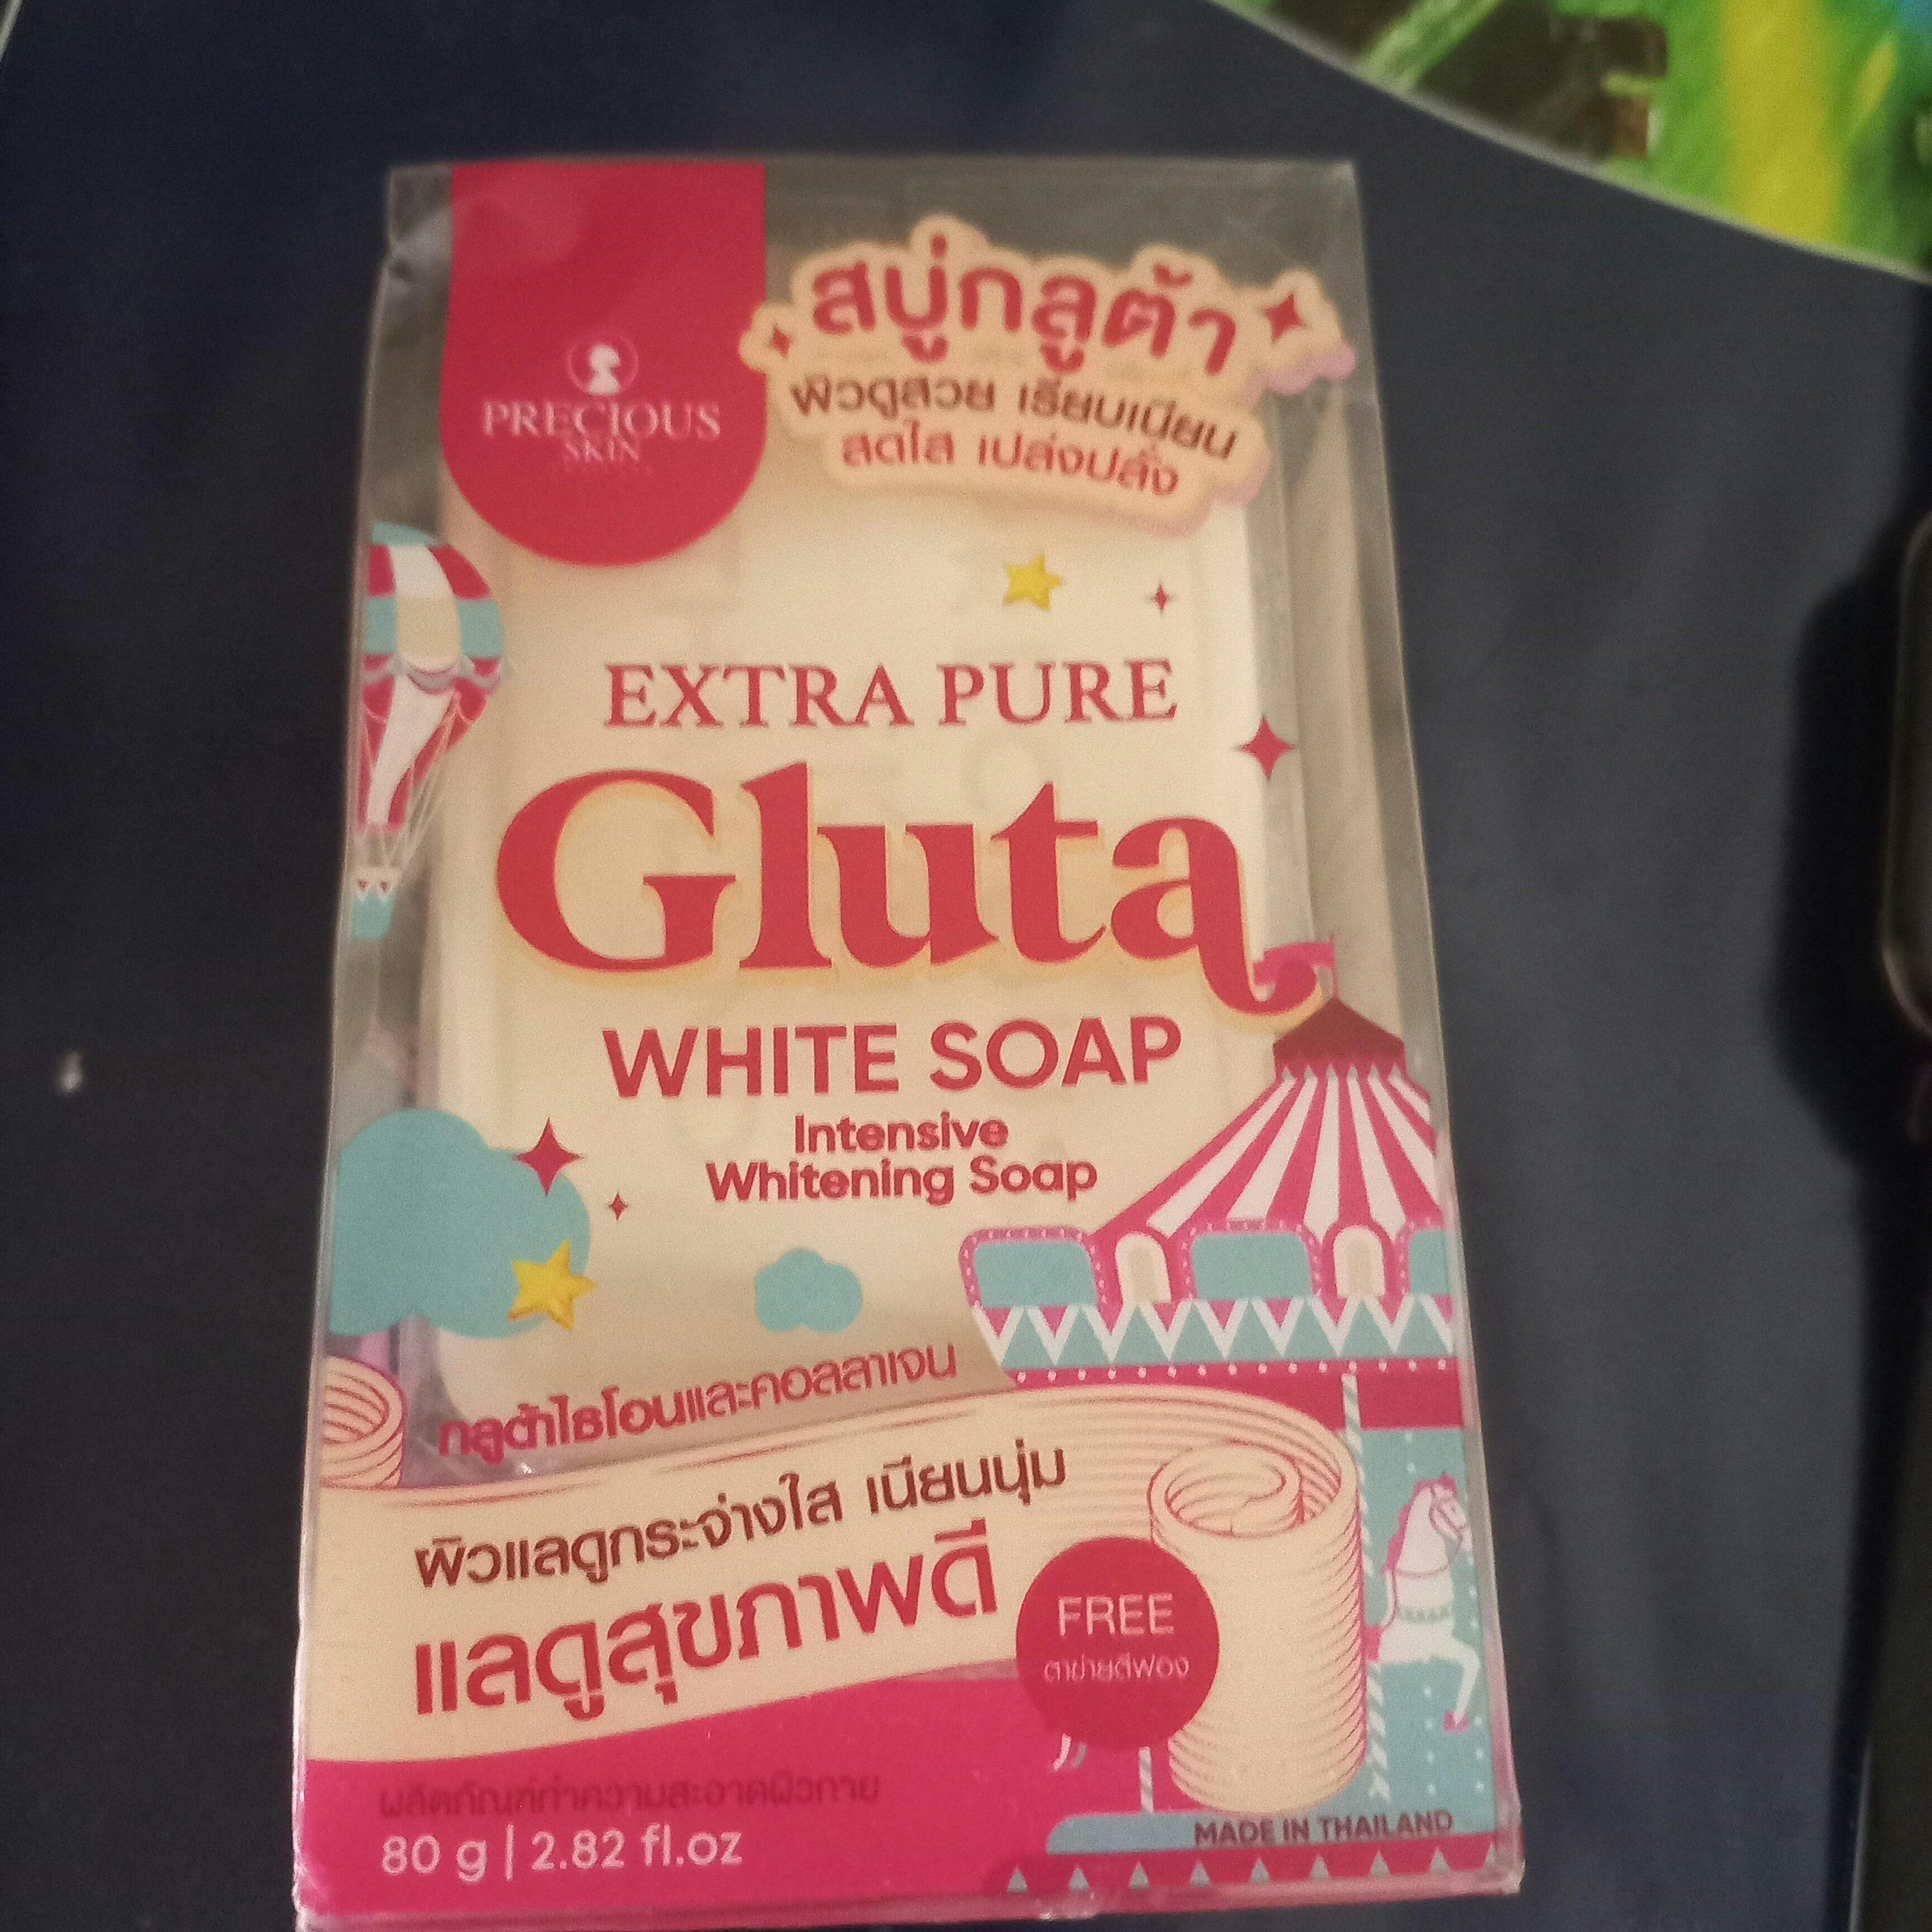 PRECIOUS
SKIN
สบู่กลูต้า
ผิวดูสวย เรียบเนียน
สดใส เปล่งปลั่ง
EXTRA PURE
Gluta
WHITE SOAP
Intensive
Whitening Soap
กลูต้าไธโอนและคอลลาเจน
ผิวแลดูกระจ่างใส เนียนนุ่ม
แลดูสุขภาพดี
FREE
ตาข่ายตีฟอง
ผลิตภัณฑ์ทำความสะอาดผิวกาย
80 g | 2.82 fl.oz
MADE IN THAILAND